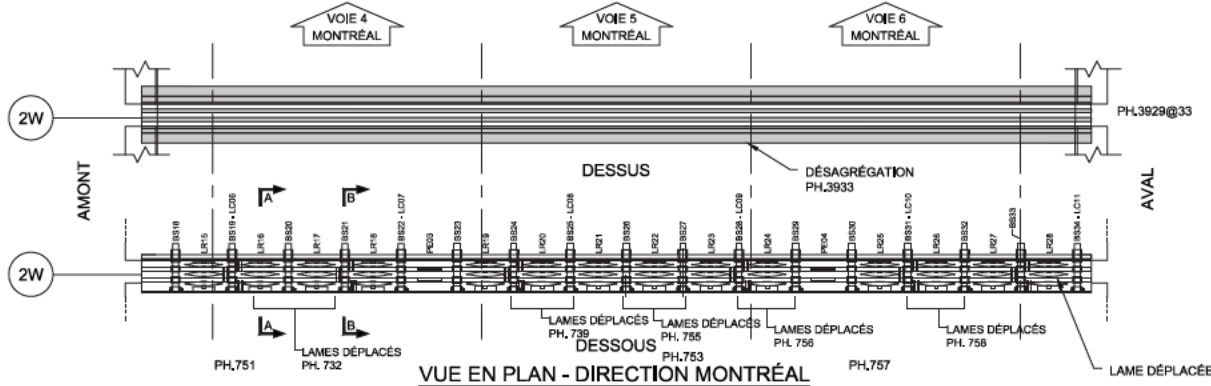 VOIE 4
MONTRÉAL
VOIE 5
MONTRÉAL
VOIE 6
MONTRÉAL
2W
PH.3929@33
AMONT
DESSUS
DÉSAGRÉGATION
PH.3933
AVAL
A
B
BS18
LR15
BS19 - LC06
LR16
BS20
LR17
BS21
LR18
BS22 - LC07
PE03
BS23
LR19
BS24
LR20
BS25 - LC08
LR21
BS26
LR22
BS27
LR23
BS28 - LC09
LR24
BS29
PE04
BS30
LR25
BS31 - LC10
LR26
BS32
LR27
BS33
LR28
BS34 - LC11
2W
A
B
LAMES DÉPLACÉS
PH. 732
LAMES DÉPLACÉS
PH. 739
LAMES DÉPLACÉS
PH. 755
LAMES DÉPLACÉS
PH. 756
LAMES DÉPLACÉS
PH. 758
DESSOUS
PH.751
PH.753
PH.757
LAME DÉPLACÉE
VUE EN PLAN - DIRECTION MONTRÉAL